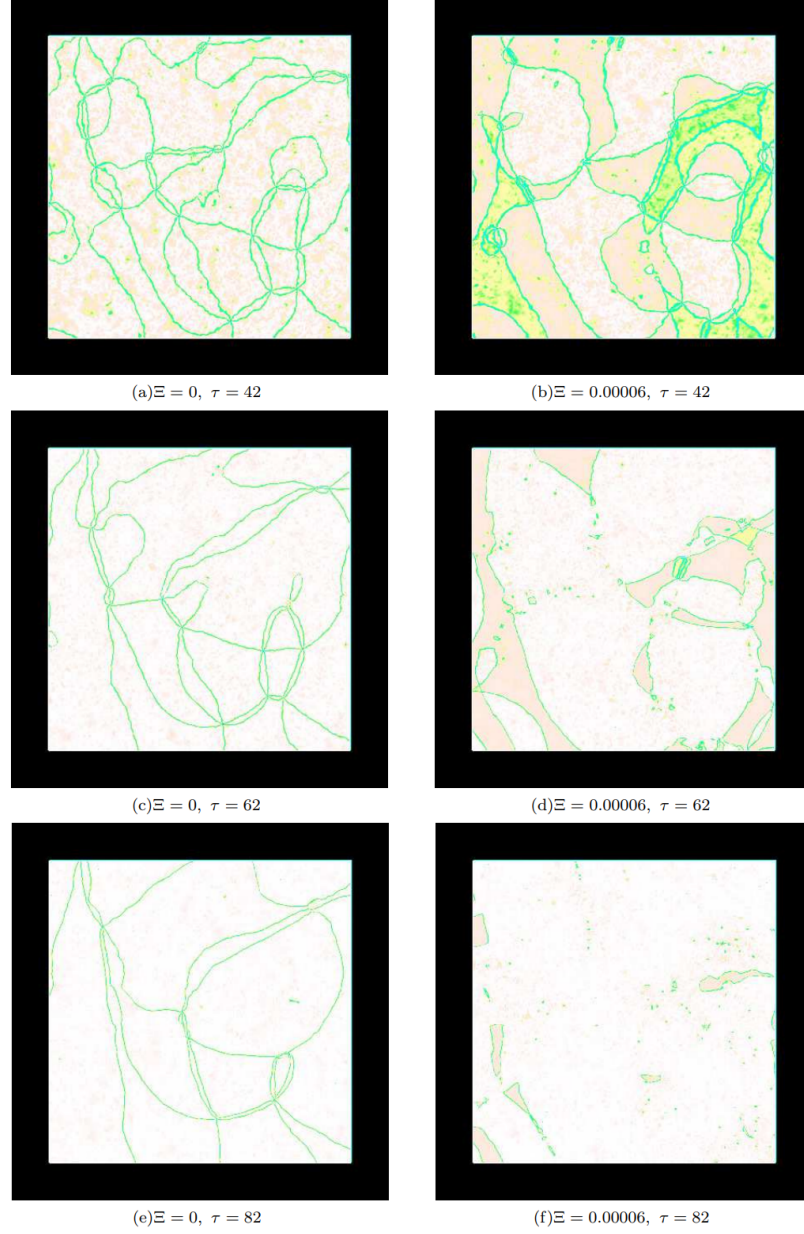 (a)Ξ = 0, τ = 42
(b)Ξ = 0.00006, τ = 42
(c)Ξ = 0, τ = 62
(d)Ξ = 0.00006, τ = 62
(e)Ξ = 0, τ = 82
(f)Ξ = 0.00006, τ = 82